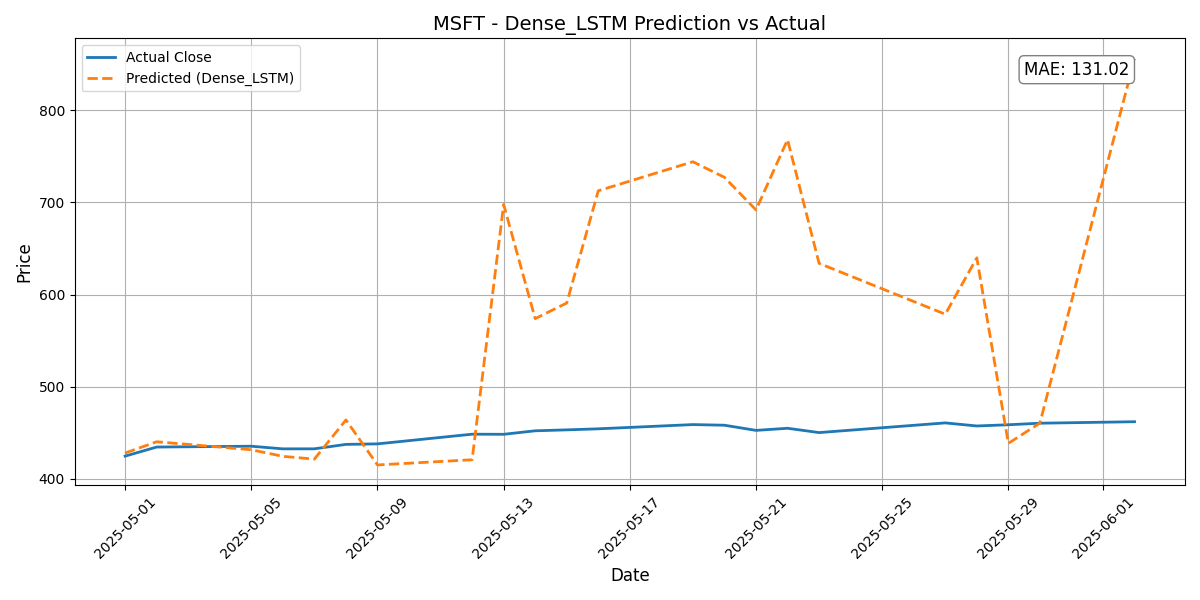 MSFT - Dense_LSTM Prediction vs Actual
Actual Close
Predicted (Dense_LSTM)
MAE: 131.02
Price
800
700
600
500
400
2025-05-01
2025-05-05
2025-05-09
2025-05-13
2025-05-17
2025-05-21
2025-05-25
2025-05-29
2025-06-01
Date